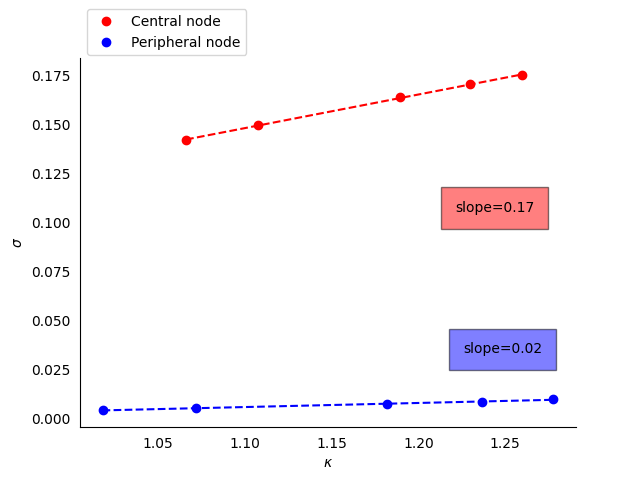 Central node
Peripheral node
0.175
0.150
0.125
0.100
0.075
0.050
0.025
0.000
σ
slope=0.17
slope=0.02
1.05 1.10 1.15 1.20 1.25
κ